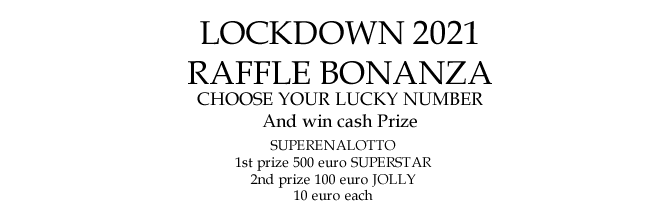 LOCKDOWN 2021
RAFFLE BONANZA
CHOOSE YOUR LUCKY NUMBER
And win cash Prize
SUPERENALOTTO
1st prize 500 euro SUPERSTAR
2nd prize 100 euro JOLLY
10 euro each